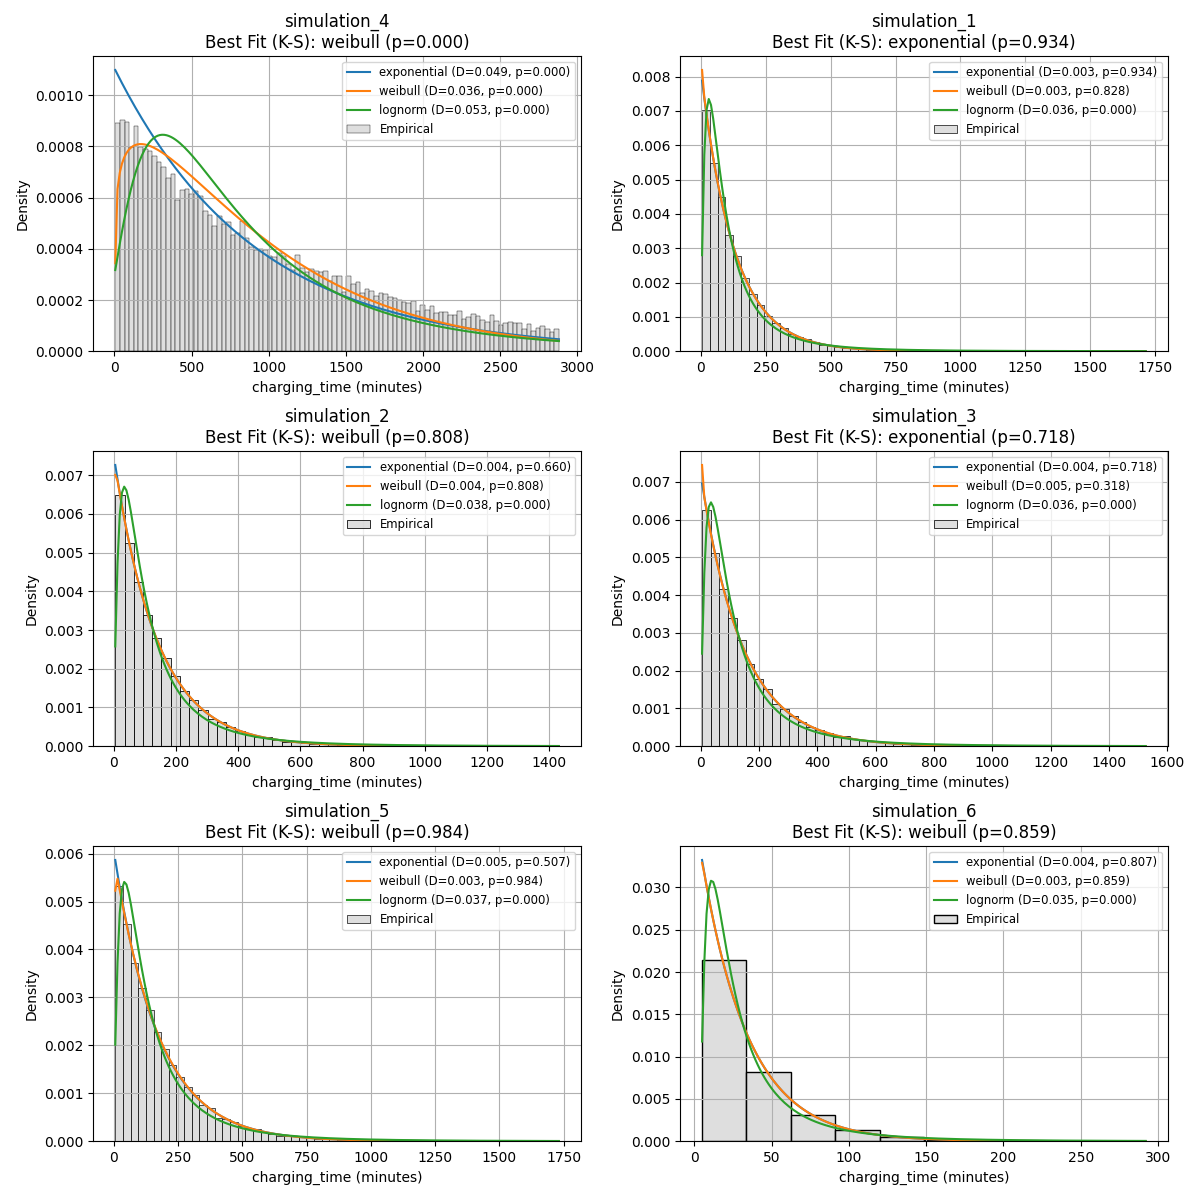 simulation_4
Best Fit (K-S): weibull (p=0.000)
exponential (D=0.049, p=0.000)
weibull (D=0.036, p=0.000)
lognorm (D=0.053, p=0.000)
Empirical
0.0010
0.0008
0.0006
0.0004
0.0002
0.0000
Density
0 500 1000 1500 2000 2500 3000
charging_time (minutes)
simulation_1
Best Fit (K-S): exponential (p=0.934)
exponential (D=0.003, p=0.934)
weibull (D=0.003, p=0.828)
lognorm (D=0.036, p=0.000)
Empirical
0.008
0.007
0.006
0.005
0.004
0.003
0.002
0.001
0.000
Density
0 250 500 750 1000 1250 1500 1750
charging_time (minutes)
simulation_2
Best Fit (K-S): weibull (p=0.808)
exponential (D=0.004, p=0.660)
weibull (D=0.004, p=0.808)
lognorm (D=0.038, p=0.000)
Empirical
0.007
0.006
0.005
0.004
0.003
0.002
0.001
0.000
Density
0 200 400 600 800 1000 1200 1400
charging_time (minutes)
simulation_3
Best Fit (K-S): exponential (p=0.718)
exponential (D=0.004, p=0.718)
weibull (D=0.005, p=0.318)
lognorm (D=0.036, p=0.000)
Empirical
0.007
0.006
0.005
0.004
0.003
0.002
0.001
0.000
Density
0 200 400 600 800 1000 1200 1400 1600
charging_time (minutes)
simulation_5
Best Fit (K-S): weibull (p=0.984)
exponential (D=0.005, p=0.507)
weibull (D=0.003, p=0.984)
lognorm (D=0.037, p=0.000)
Empirical
0.006
0.005
0.004
0.003
0.002
0.001
0.000
Density
0 250 500 750 1000 1250 1500 1750
charging_time (minutes)
simulation_6
Best Fit (K-S): weibull (p=0.859)
exponential (D=0.004, p=0.807)
weibull (D=0.003, p=0.859)
lognorm (D=0.035, p=0.000)
Empirical
0.030
0.025
0.020
0.015
0.010
0.005
0.000
Density
0 50 100 150 200 250 300
charging_time (minutes)